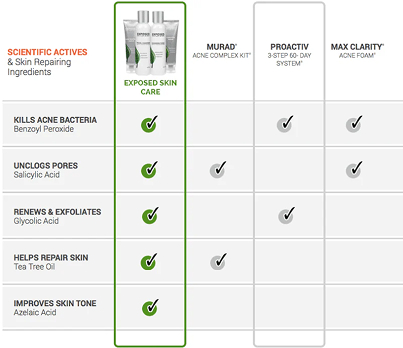 SCIENTIFIC ACTIVES
& Skin Repairing
Ingredients
EXPOSED SKIN
CARE
MURAD®
ACNE COMPLEX KIT®
PROACTIV
3-STEP 60- DAY
SYSTEM®
MAX CLARITY®
ACNE FOAM®
KILLS ACNE BACTERIA
Benzoyl Peroxide
UNCLOGS PORES
Salicylic Acid
RENEWS & EXFOLIATES
Glycolic Acid
HELPS REPAIR SKIN
Tea Tree Oil
IMPROVES SKIN TONE
Azelaic Acid